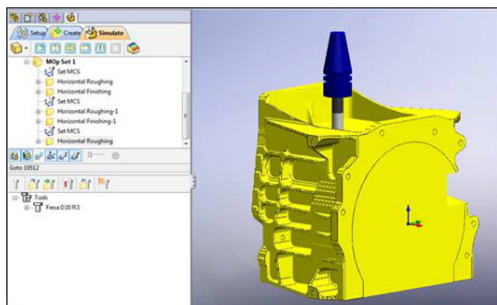 Setup Create Simulate
MOp Set 1
Set MCS
Horizontal Roughing
Horizontal Finishing
Set MCS
Horizontal Roughing-1
Horizontal Finishing-1
Set MCS
Horizontal Roughing
Goto 19512
Tools
Fresa D20 R3